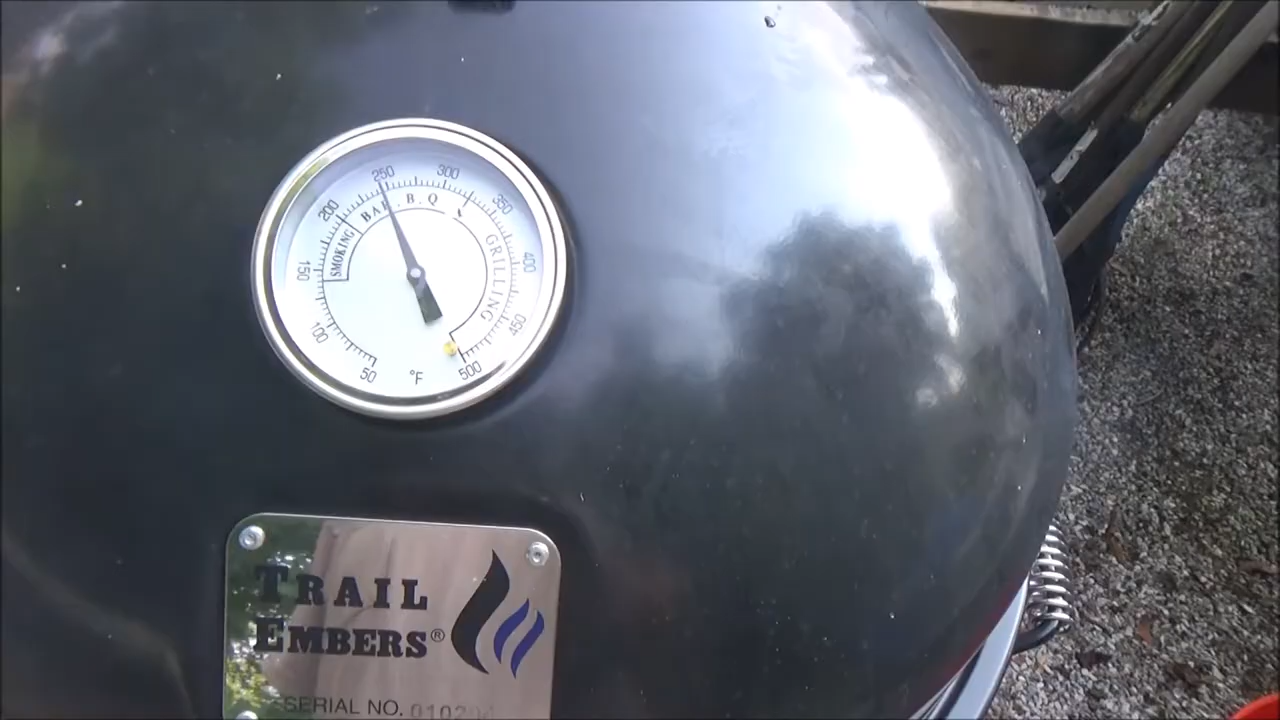 50
100
150
200
250
300
350
400
450
500
SMOKING
BAR.B.Q
GRILLING
°F
TRAIL
EMBERS®
SERIAL NO.